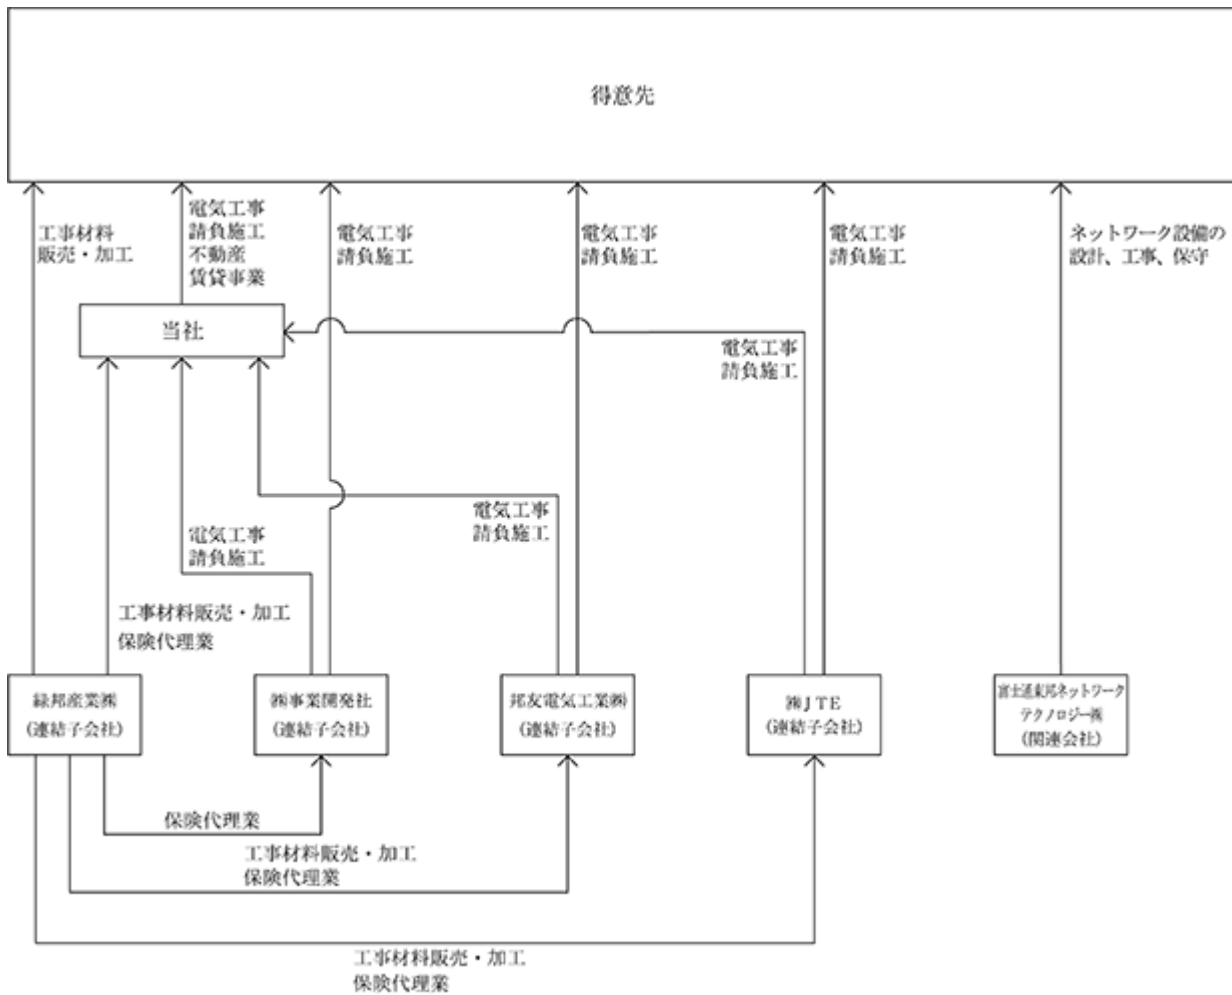 得意先
工事材料
販売・加工
電気工事
請負施工
不動産
賃貸事業
電気工事
請負施工
電気工事
請負施工
電気工事
請負施工
ネットワーク設備の
設計、工事、保守
当社
電気工事
請負施工
電気工事
請負施工
電気工事
請負施工
工事材料販売・加工
保険代理業
緑邦産業㈱
(連結子会社)
㈱事業開発社
(連結子会社)
邦友電気工業㈱
(連結子会社)
㈱JTE
(連結子会社)
富士通東邦ネットワーク
テクノロジー㈱
(関連会社)
保険代理業
工事材料販売・加工
保険代理業
工事材料販売・加工
保険代理業